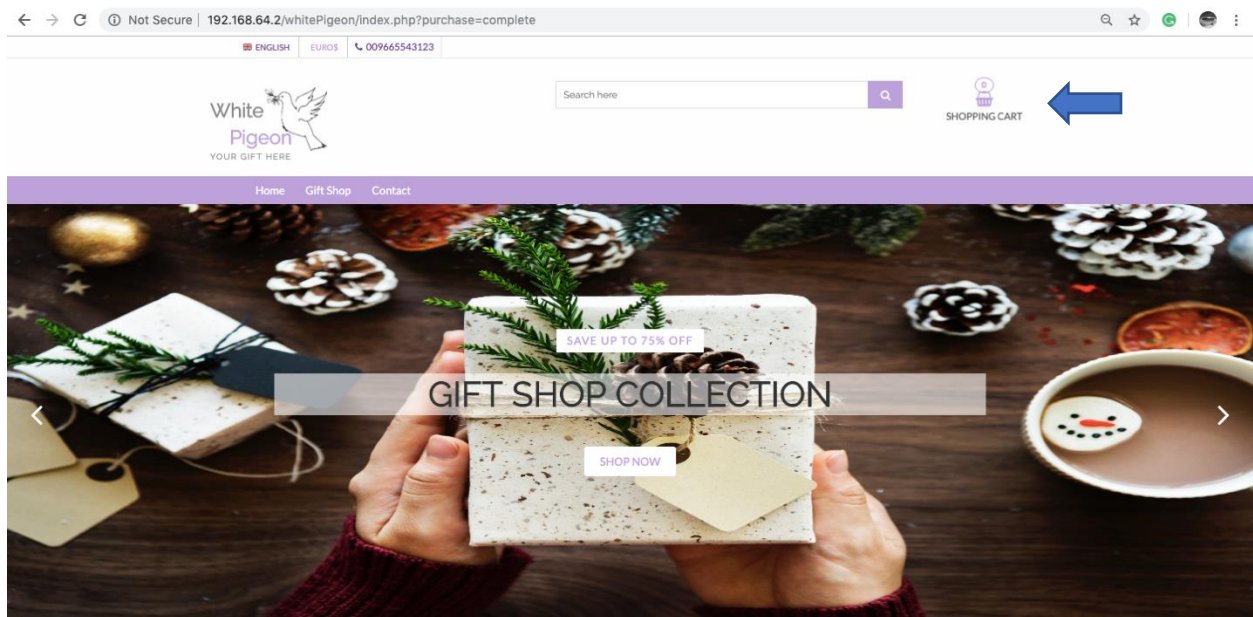 Not Secure | 192.168.64.2/whitePigeon/index.php?purchase=complete
ENGLISH EURO$ 009665543123
White
Pigeon
YOUR GIFT HERE
Search here
0
SHOPPING CART
Home Gift Shop Contact
SAVE UP TO 75% OFF
GIFT SHOP COLLECTION
SHOP NOW